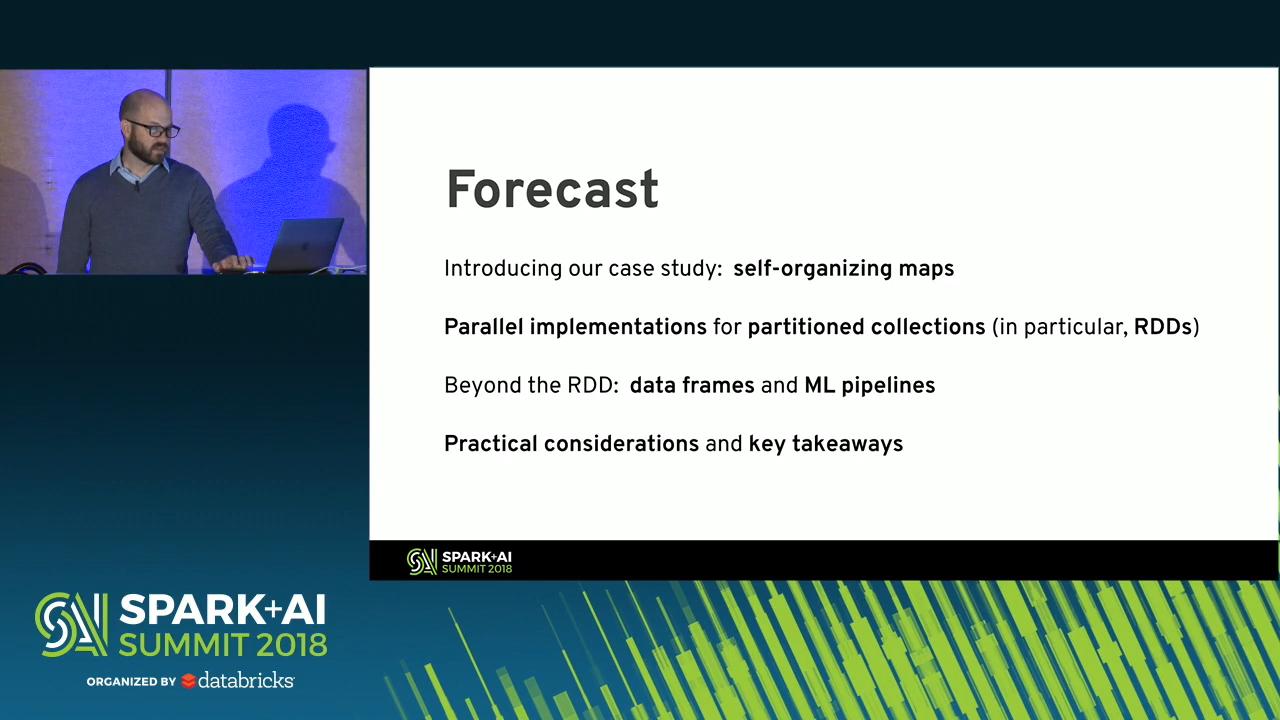 Forecast
Introducing our case study: self-organizing maps
Parallel implementations for partitioned collections (in particular, RDDs)
Beyond the RDD: data frames and ML pipelines
Practical considerations and key takeaways
SPARK+AI
SUMMIT 2018
SPARK+AI
SUMMIT 2018
ORGANIZED BY databricks